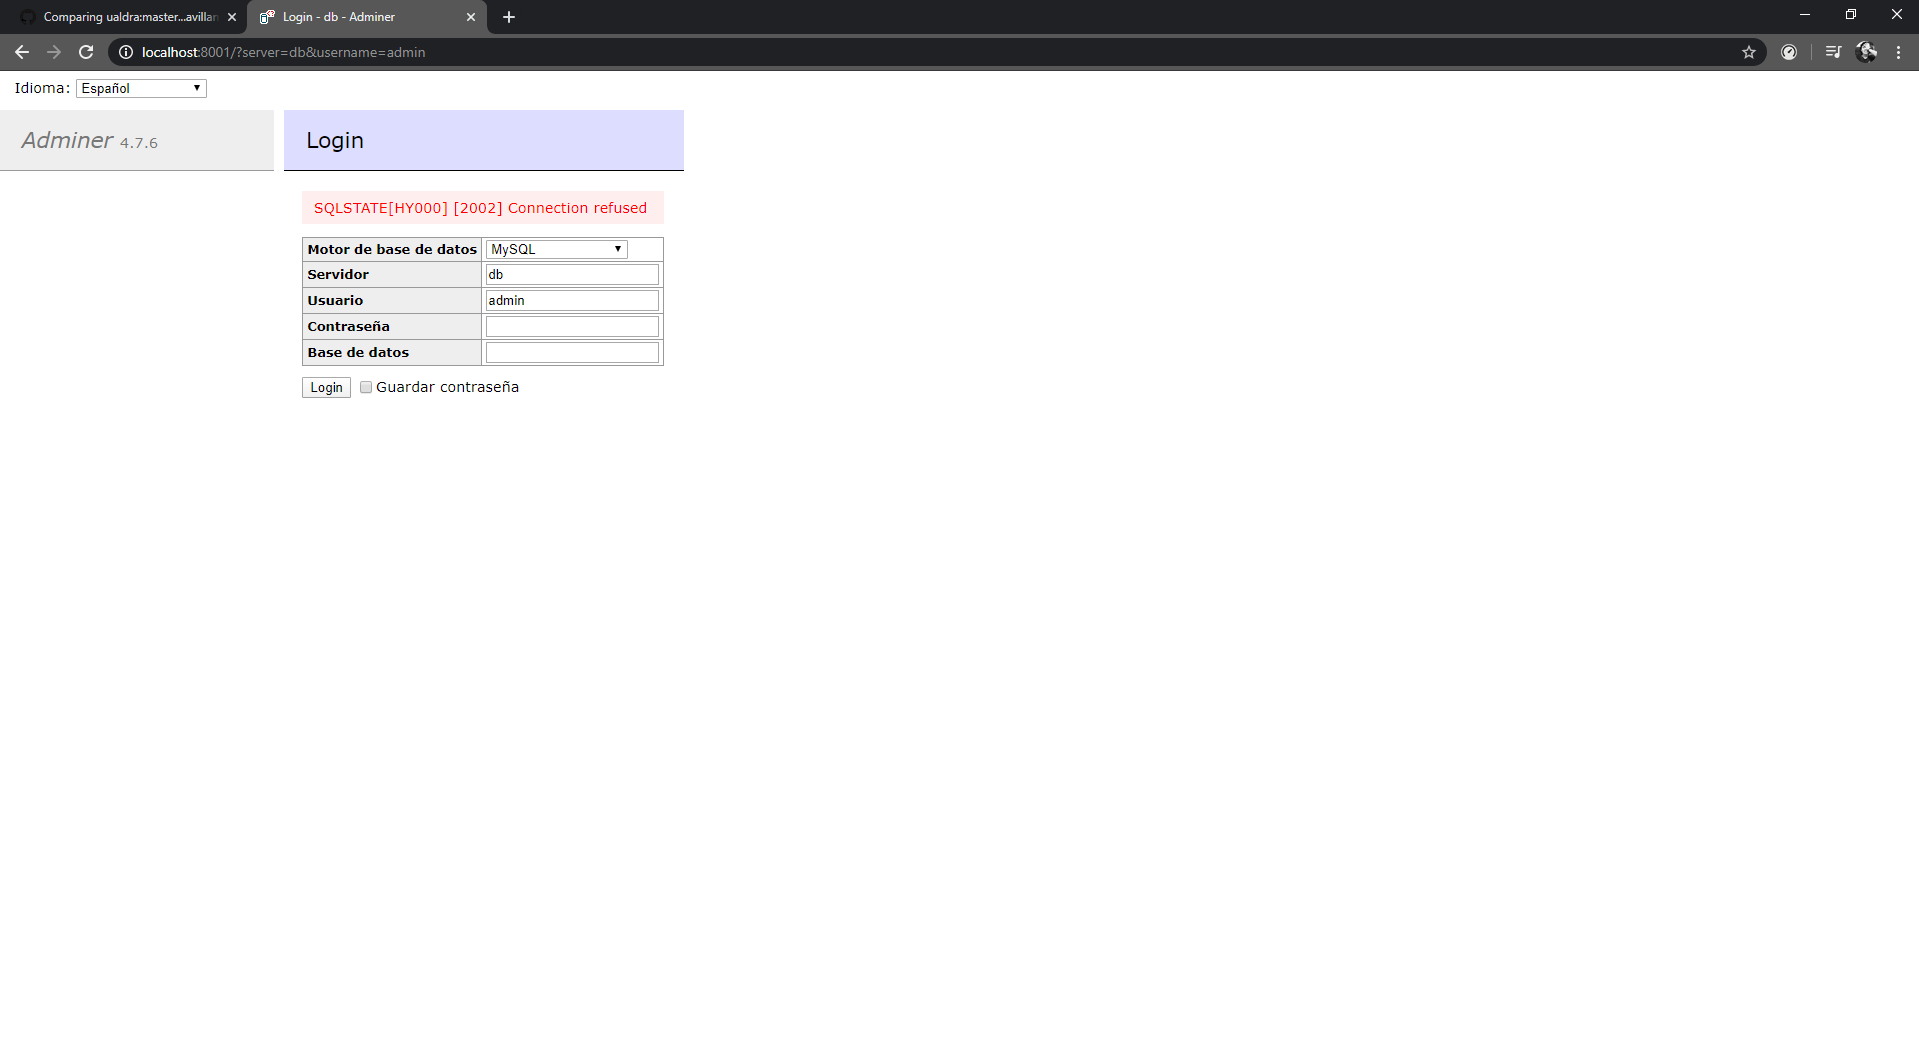 Comparing ualdra:master...avillan
Login - db - Adminer
localhost:8001/?server=db&username=admin
Idioma: Español
Adminer 4.7.6
Login
SQLSTATE[HY000] [2002] Connection refused
Motor de base de datos MySQL
Servidor db
Usuario admin
Contraseña
Base de datos
Login Guardar contraseña